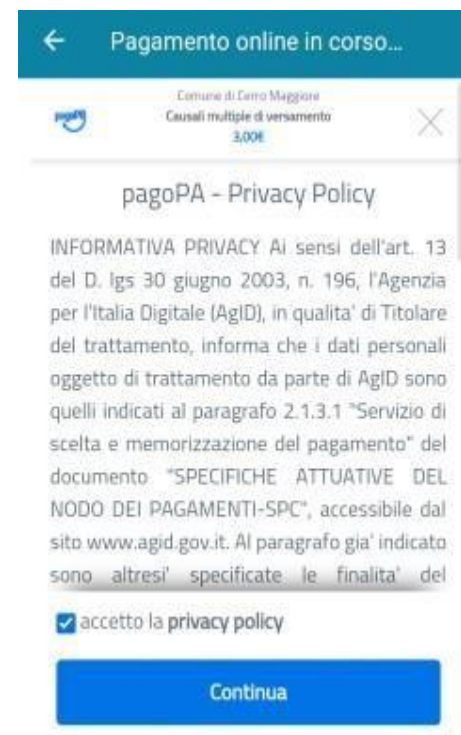 Pagamento online in corso...
Comune di Cerro Maggiore
pagoPA
Causali multiple di versamento
3,00€
pagoPA - Privacy Policy
INFORMATIVA PRIVACY Ai sensi dell'art. 13
del D. lgs 30 giugno 2003, n. 196, l'Agenzia
per l'Italia Digitale (AgID), in qualita' di Titolare
del trattamento, informa che i dati personali
oggetto di trattamento da parte di AgID sono
quelli indicati al paragrafo 2.1.3.1 "Servizio di
scelta e memorizzazione del pagamento" del
documento "SPECIFICHE ATTUATIVE DEL
NODO DEI PAGAMENTI-SPC", accessibile dal
sito www.agid.gov.it. Al paragrafo gia' indicato
sono altresi' specificate le finalita' del
accetto la privacy policy
Continua